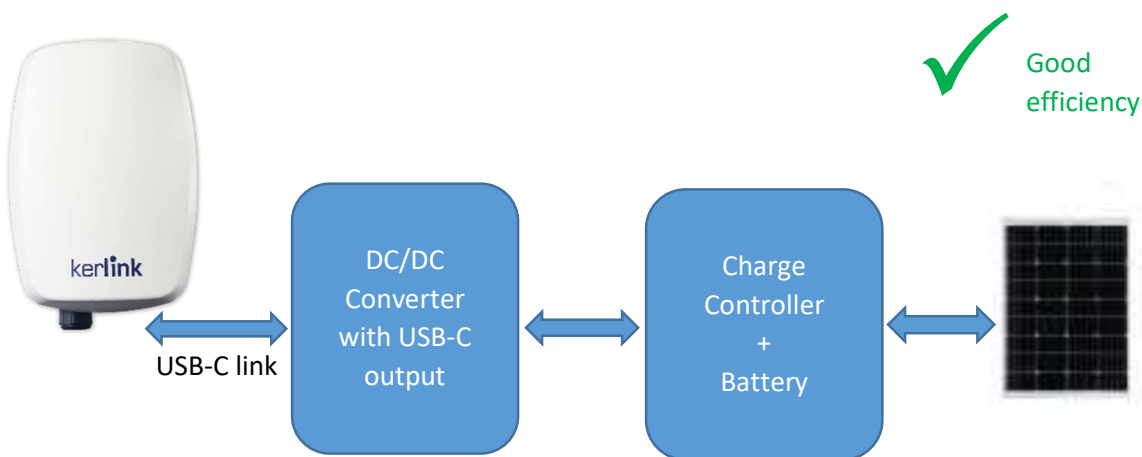 Good
efficiency
kerlink
USB-C link
DC/DC
Converter
with USB-C
output
Charge
Controller
+
Battery